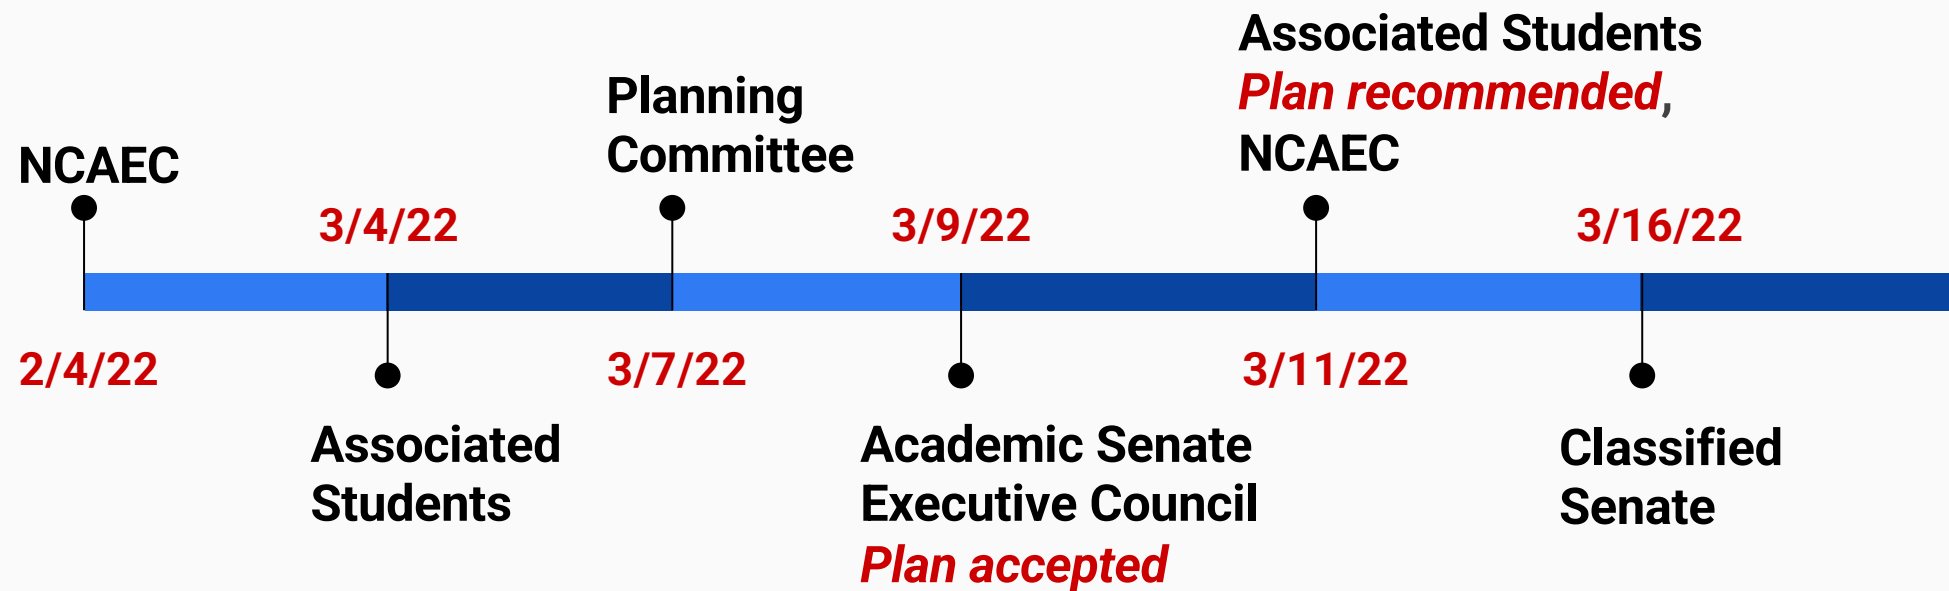 NCAEC
2/4/22
3/4/22
Associated
Students
Planning
Committee
3/7/22
3/9/22
Academic Senate
Executive Council
Plan accepted
Associated Students
Plan recommended,
NCAEC
3/11/22
3/16/22
Classified
Senate